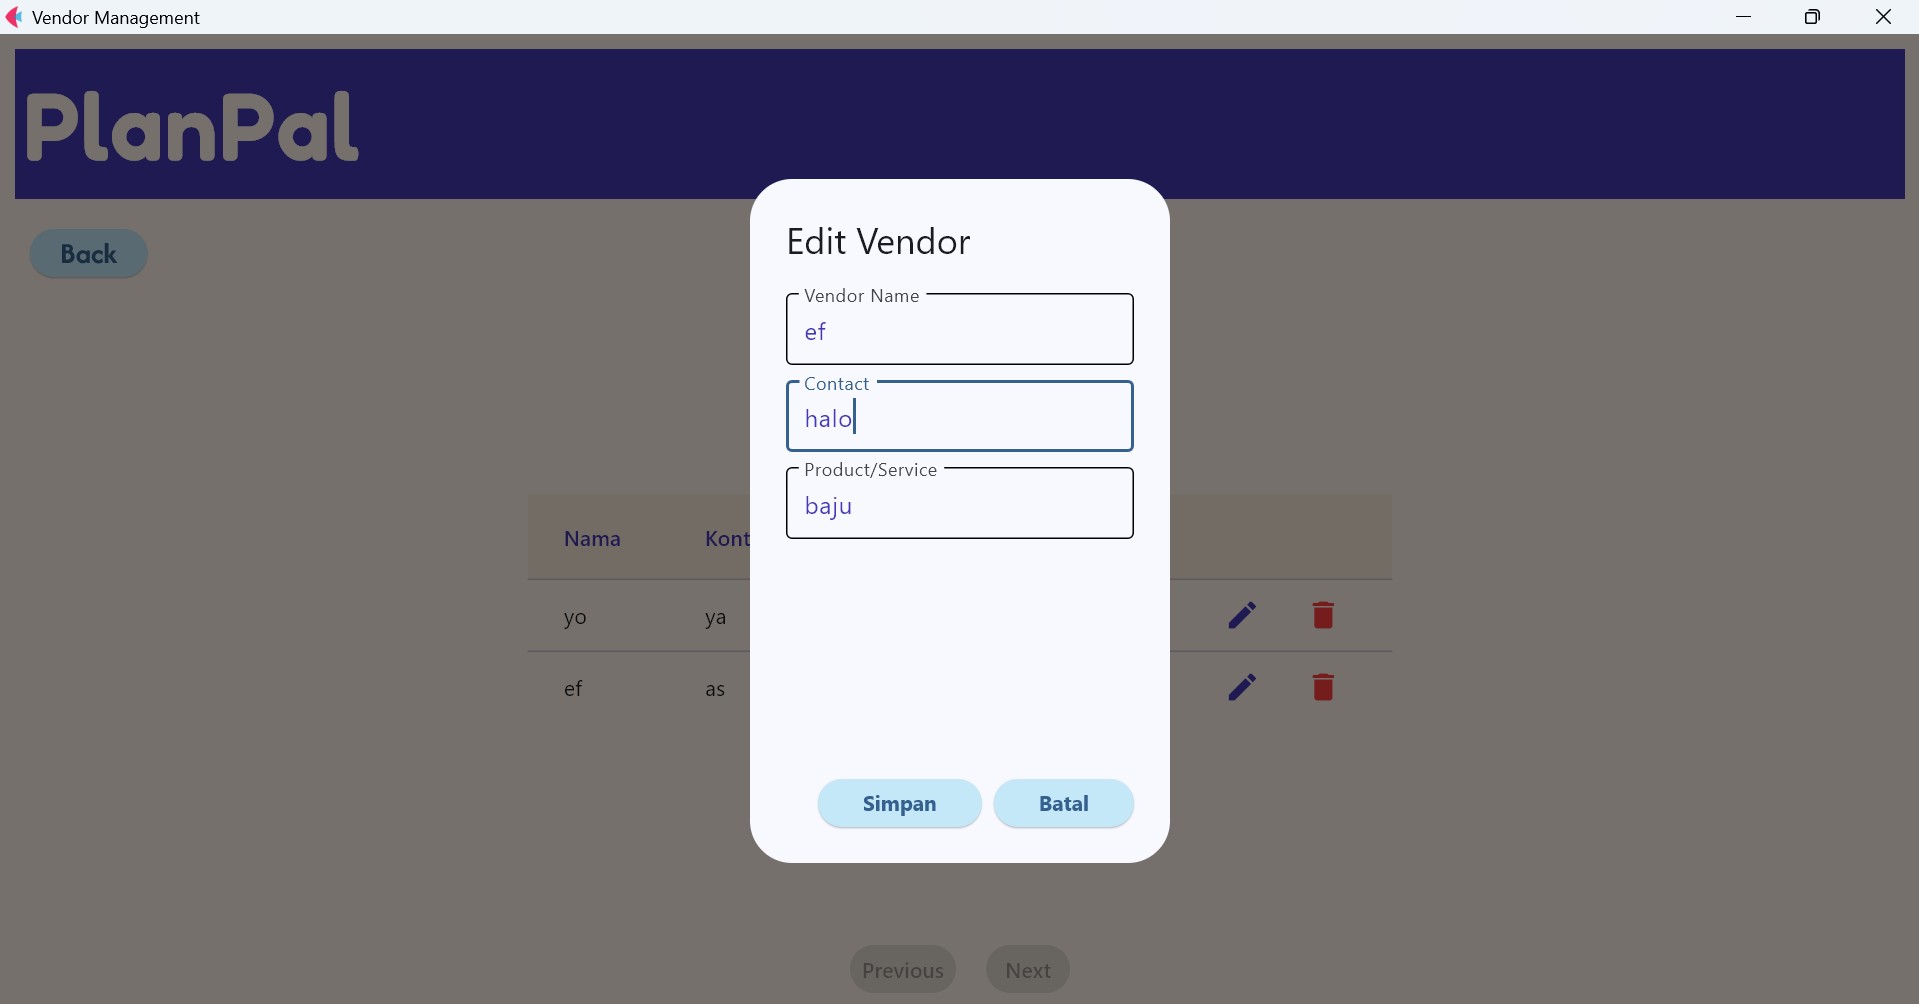 Vendor Management
PlanPal
Back
Edit Vendor
Vendor Name
ef
Contact
halo
Product/Service
baju
Nama Kont
yo ya
ef as
Simpan Batal
Previous Next